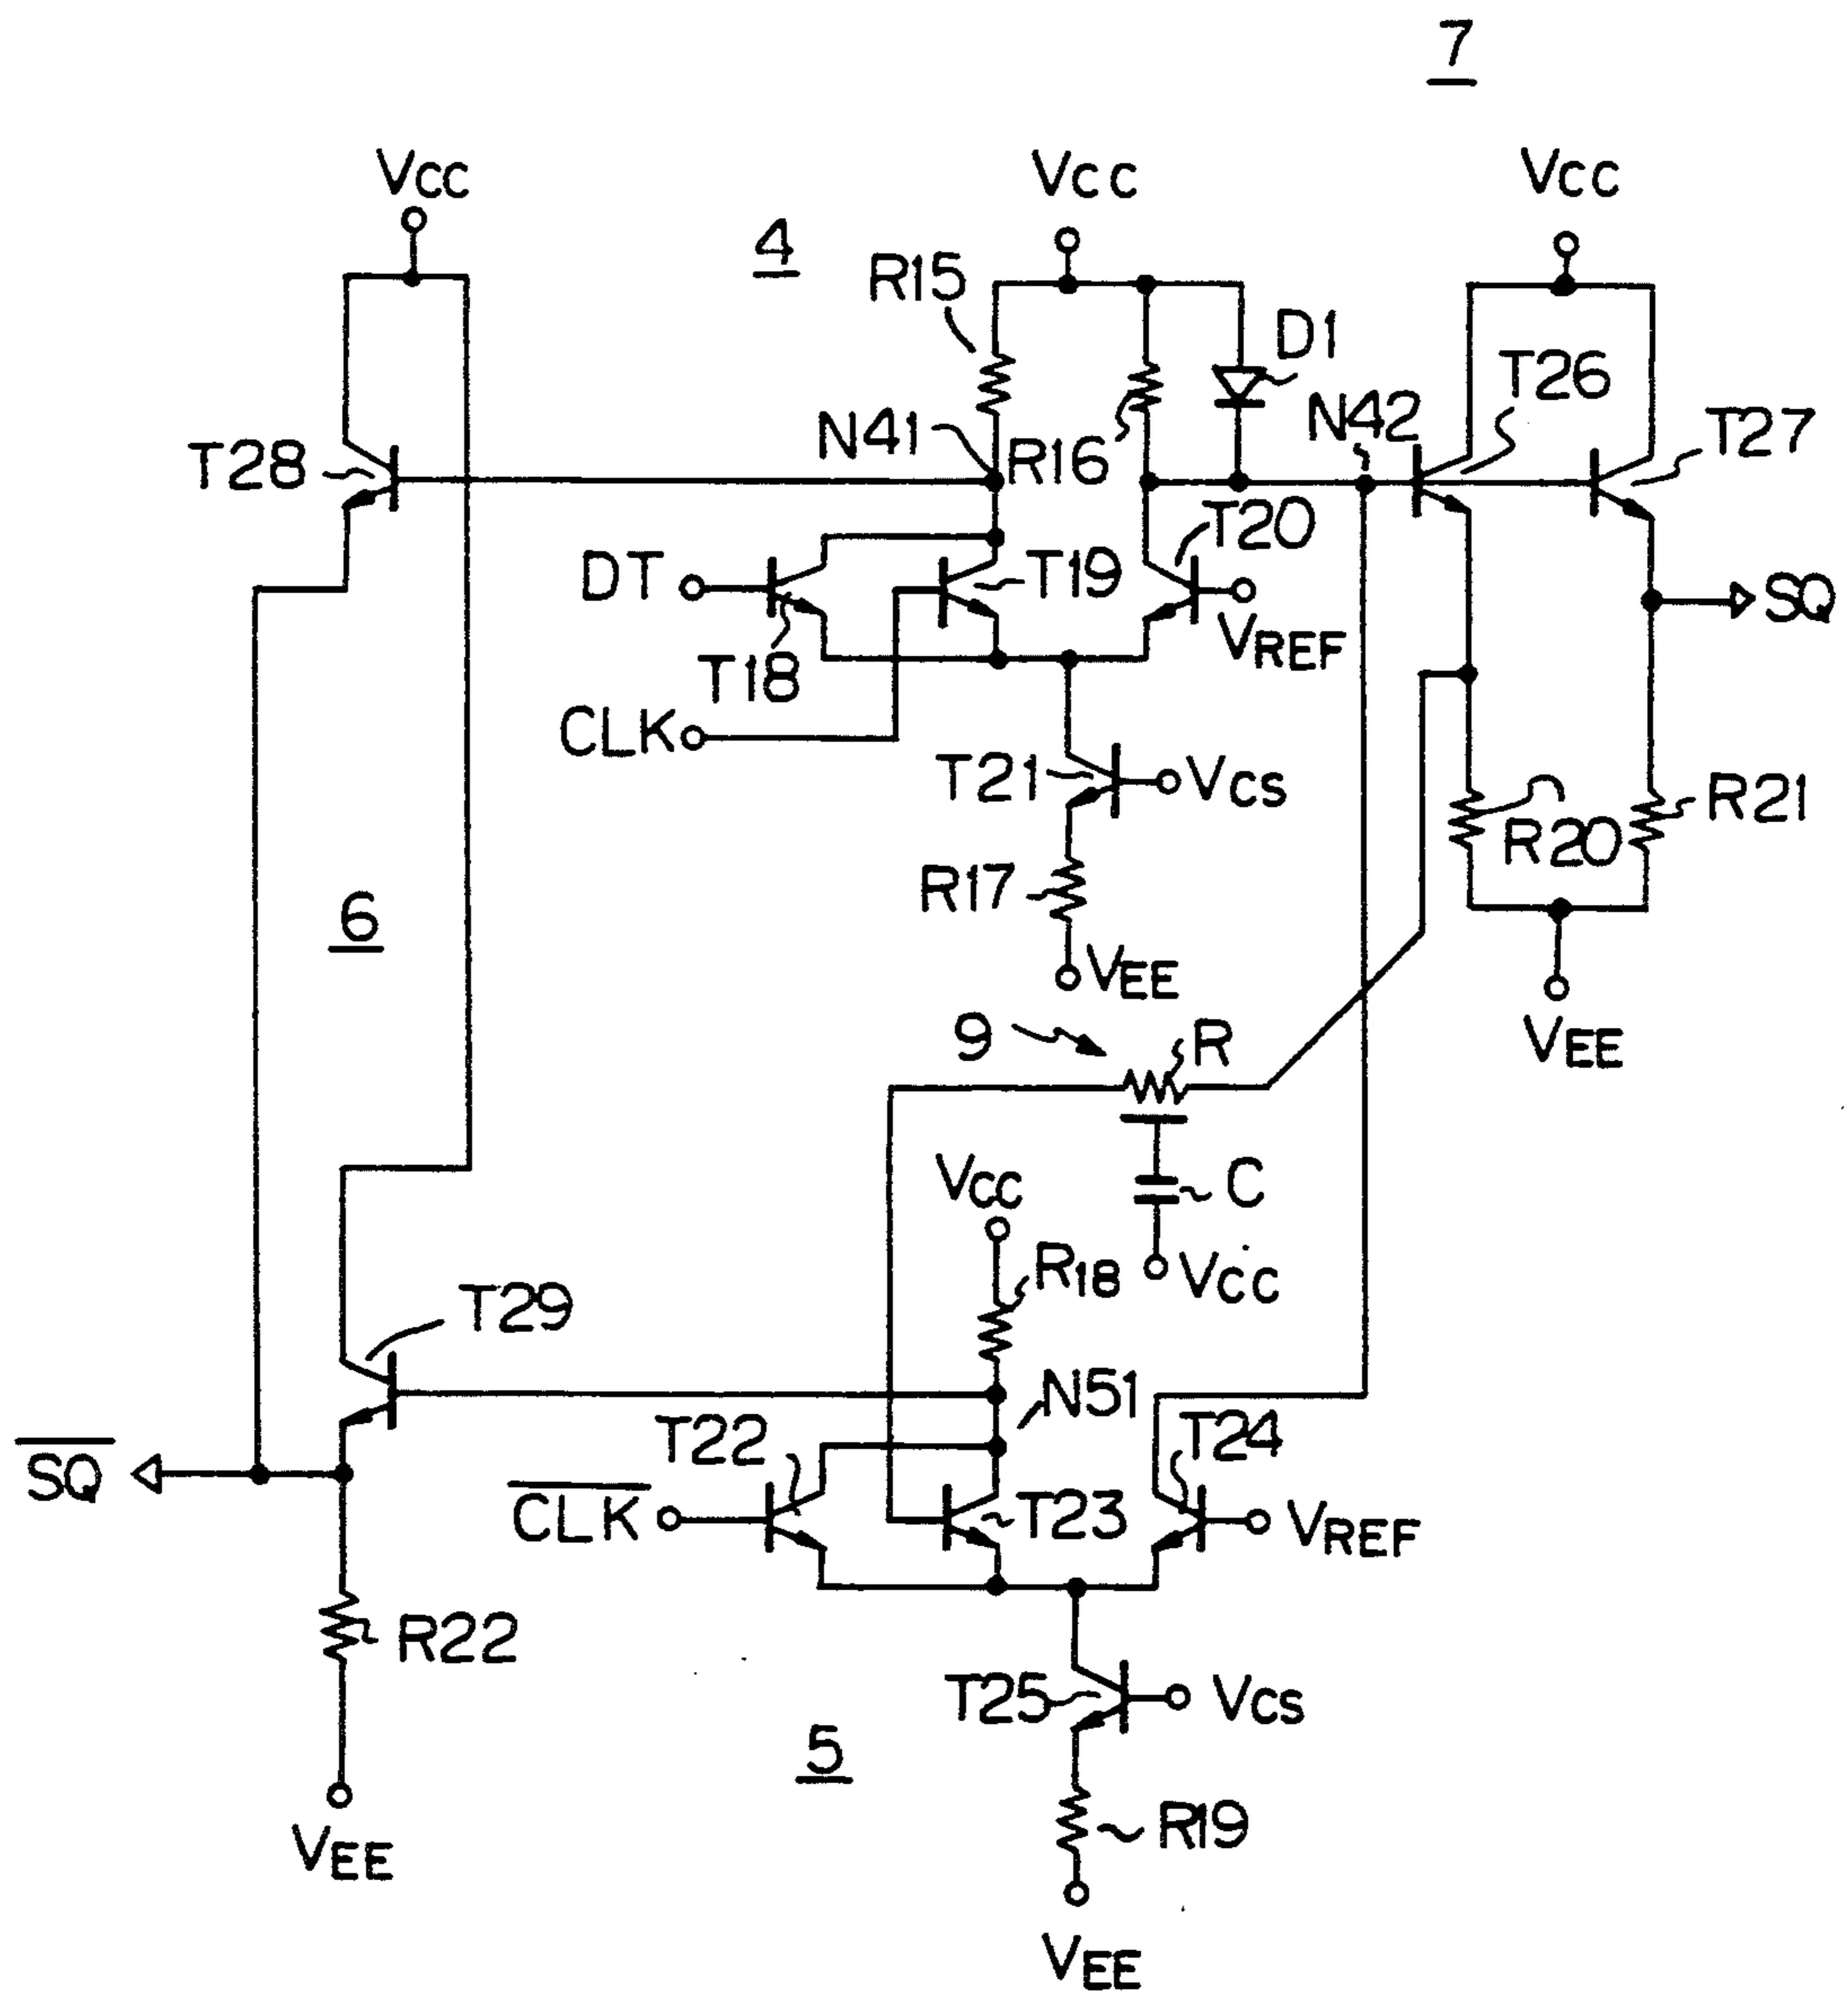 7
VCC
VCC
VCC
4
R15
D1
T26
N42
T27
N41
R16
T28
T20
DT
T19
SQ
VREF
T18
CLK
T21
VCS
R21
R20
R17
6
VEE
VEE
9
R
VCC
C
R18
VCC
T29
N51
T22
T24
SQ
CLK
T23
VREF
R22
T25
VCS
5
R19
VEE
VEE